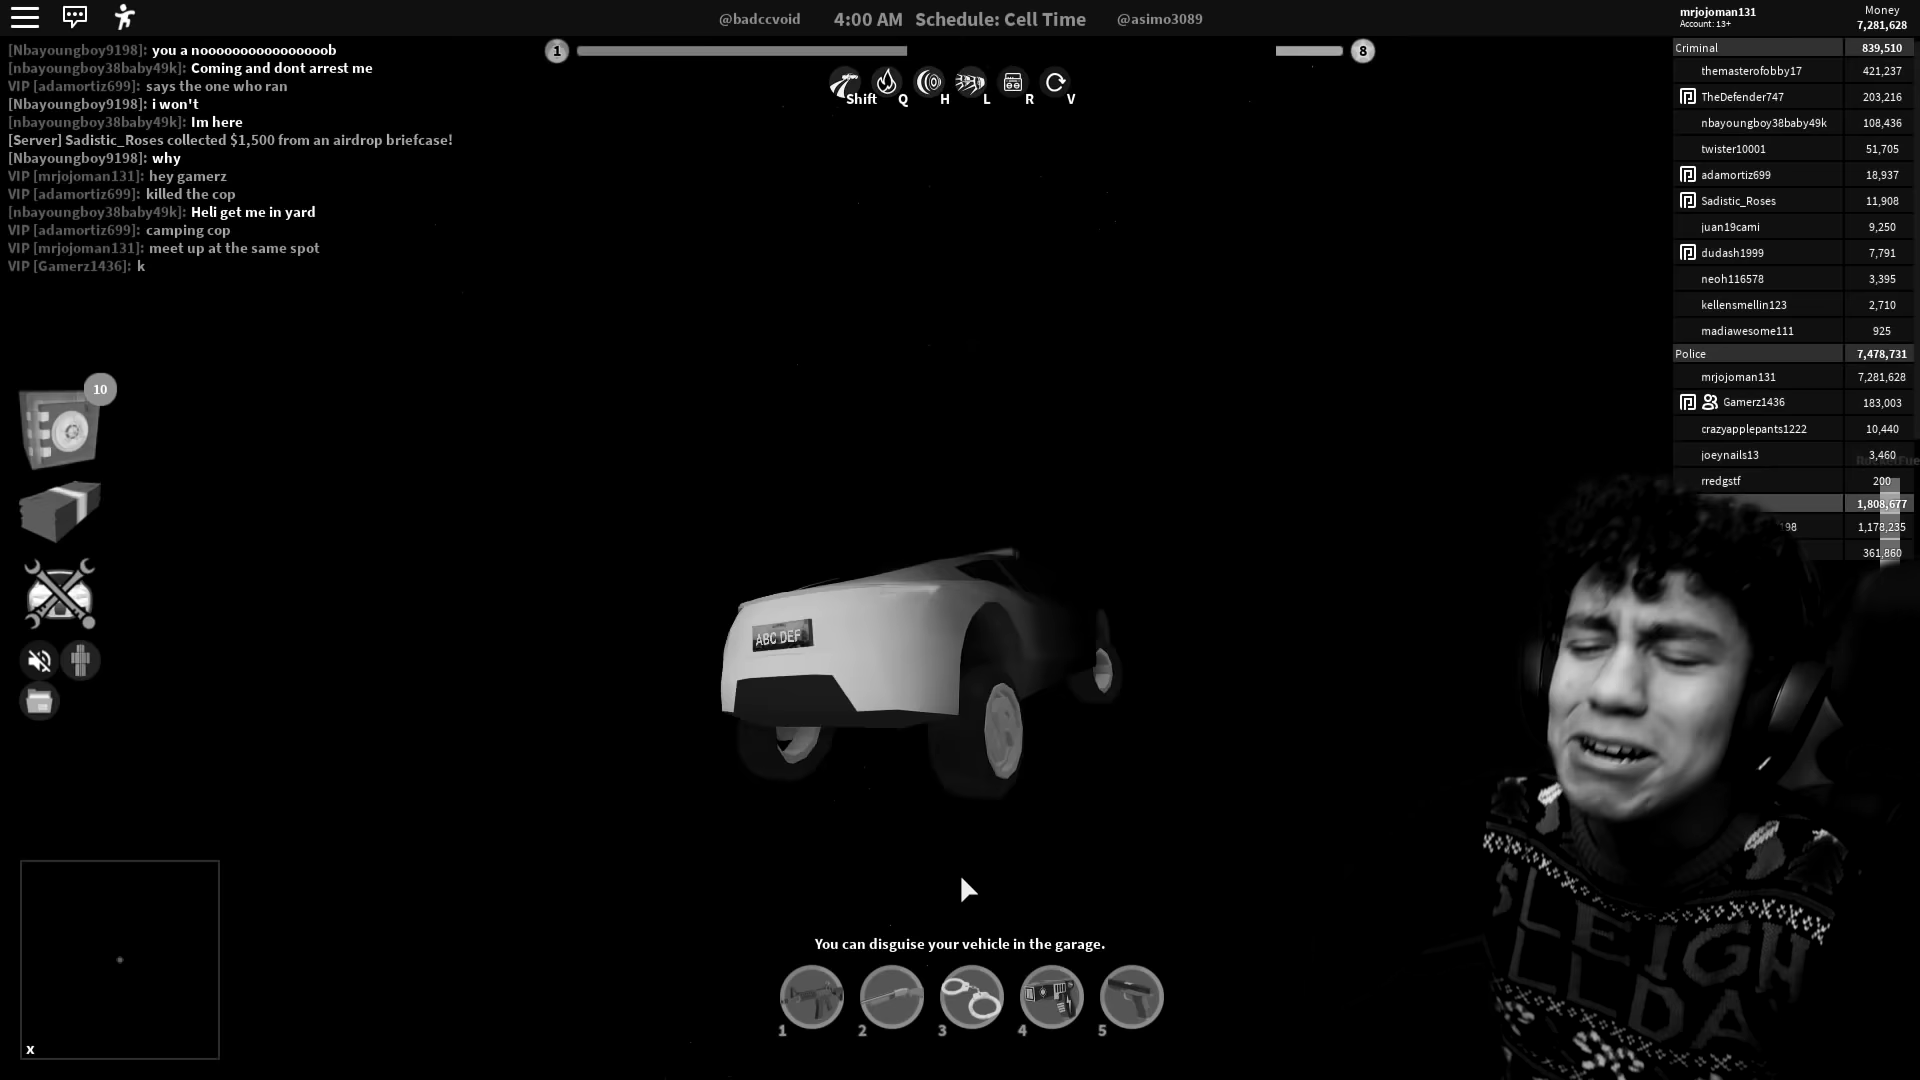 @badccvoid 4:00 AM Schedule: Cell Time @asimo3089
mrjojoman131
Account: 13+
Money
7,281,628
[Nbayoungboy9198]: you a nooooooooooooooob
[nbayoungboy38baby49k]: Coming and dont arrest me
VIP [adamortiz699]: says the one who ran
[Nbayoungboy9198]: i won't
[nbayoungboy38baby49k]: Im here
[Server] Sadistic_Roses collected $1,500 from an airdrop briefcase!
[Nbayoungboy9198]: why
VIP [mrjojoman131]: hey gamerz
VIP [adamortiz699]: killed the cop
[nbayoungboy38baby49k]: Heli get me in yard
VIP [adamortiz699]: camping cop
VIP [mrjojoman131]: meet up at the same spot
VIP [Gamerz1436]: k
1
8
Shift Q H L R V
Criminal 839,510
themasterofobby17 421,237
TheDefender747 203,216
nbayoungboy38baby49k 108,436
twister10001 51,705
adamortiz699 18,937
Sadistic_Roses 11,908
juan19cami 9,250
dudash1999 7,791
neoh116578 3,395
kellensmellin123 2,710
madiawesome111 925
Police 7,478,731
mrjojoman131 7,281,628
Gamerz1436 183,003
crazyapplepants1222 10,440
joeynails13 3,460
rredgstf 200
1,808,677
198 1,178,235
361,860
10
ABC DEF
You can disguise your vehicle in the garage.
1 2 3 4 5
x
SLEIGH
ALL DA